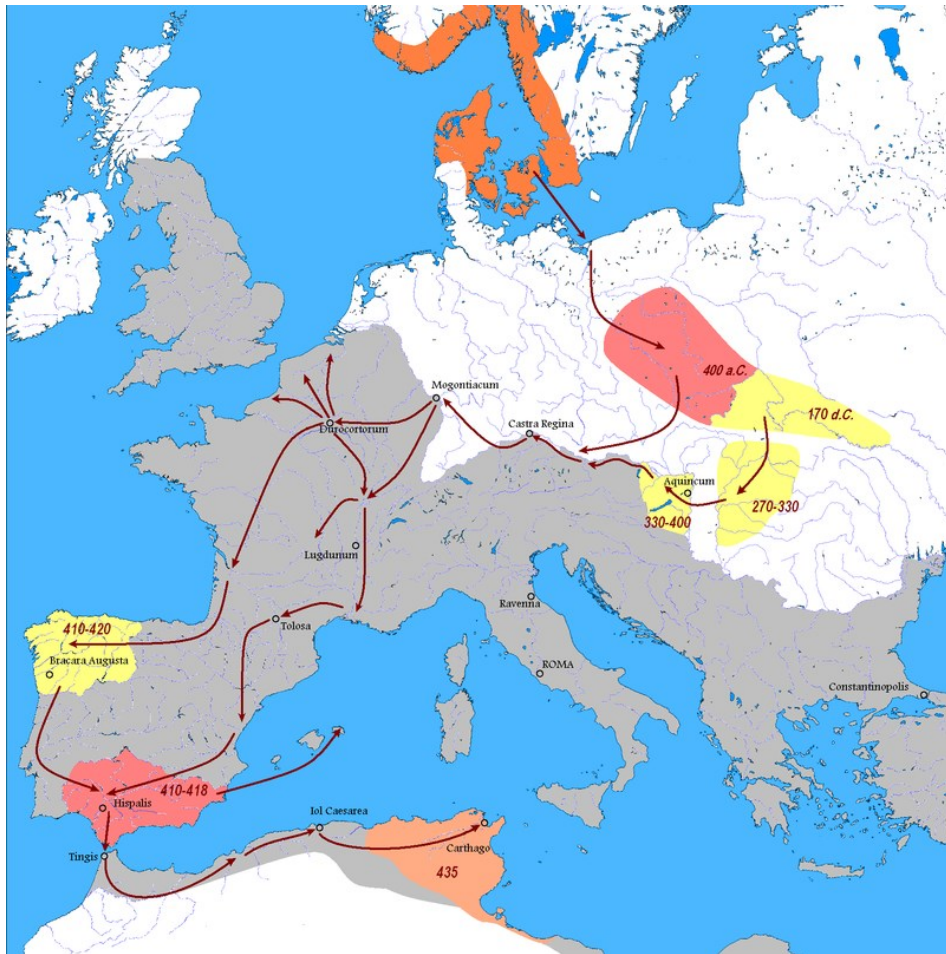 400 a.C.
Mogontiacum
170 d.C.
Durocortorum
Castra Regina
Aquincum
270-330
330-400
Lugdunum
Ravenna
410-420
Tolosa
Bracara Augusta
ROMA
Constantinopolis
410-418
Hispalis
Iol Caesarea
Carthago
Tingis
435